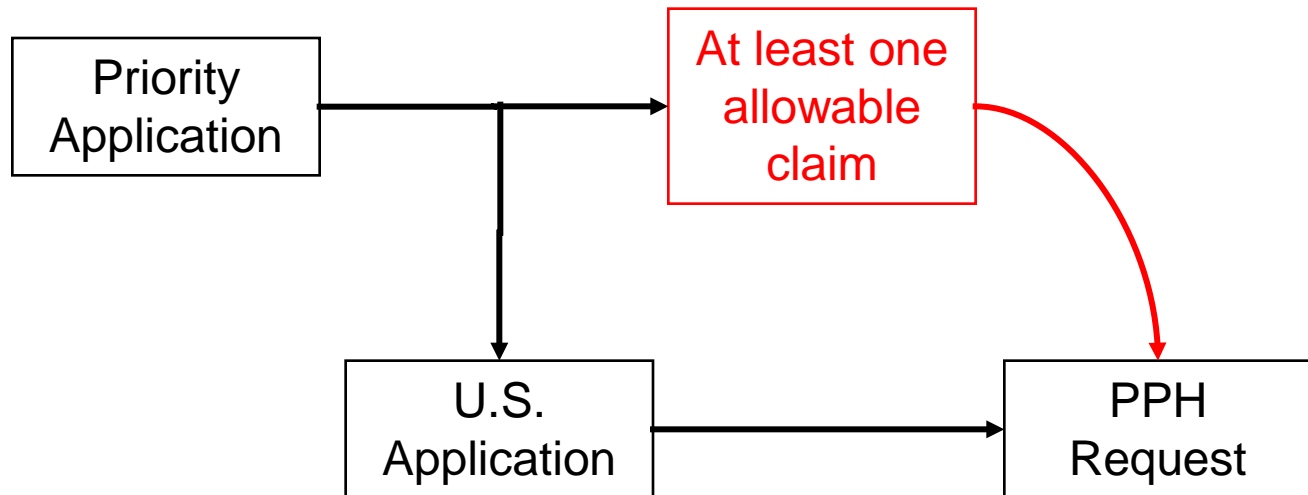 Priority
Application
At least one
allowable
claim
U.S.
Application
PPH
Request